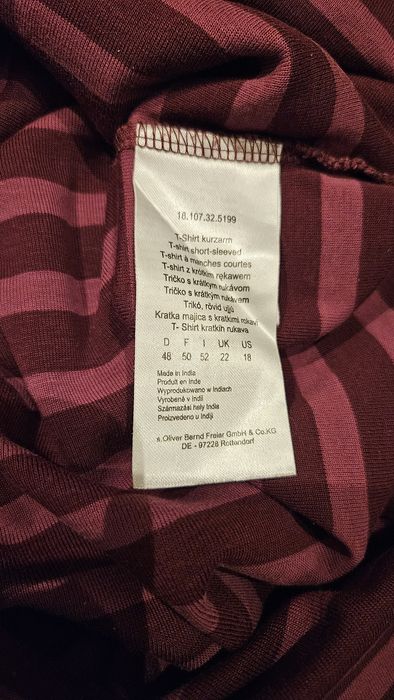 18.107.32.5199
T-Shirt kurzarm
T-shirt short-sleeved
T-shirt à manches courtes
T-shirt z krótkim rękawem
Tričko s krátkým rukávom
Tričko s krátkým rukávem
Trikó, rövid ujjú
Kratka majica s kratkimi rokavi
T- Shirt kratkih rukava
D F I UK US
48 50 52 22 18
Made in India
Produit en Inde
Wyprodukowano w Indiach
Vyrobené v Indii
Származási hely India
Proizvedeno u Indiji
s.Oliver Bernd Freier GmbH & Co.KG
DE - 97228 Rottendorf